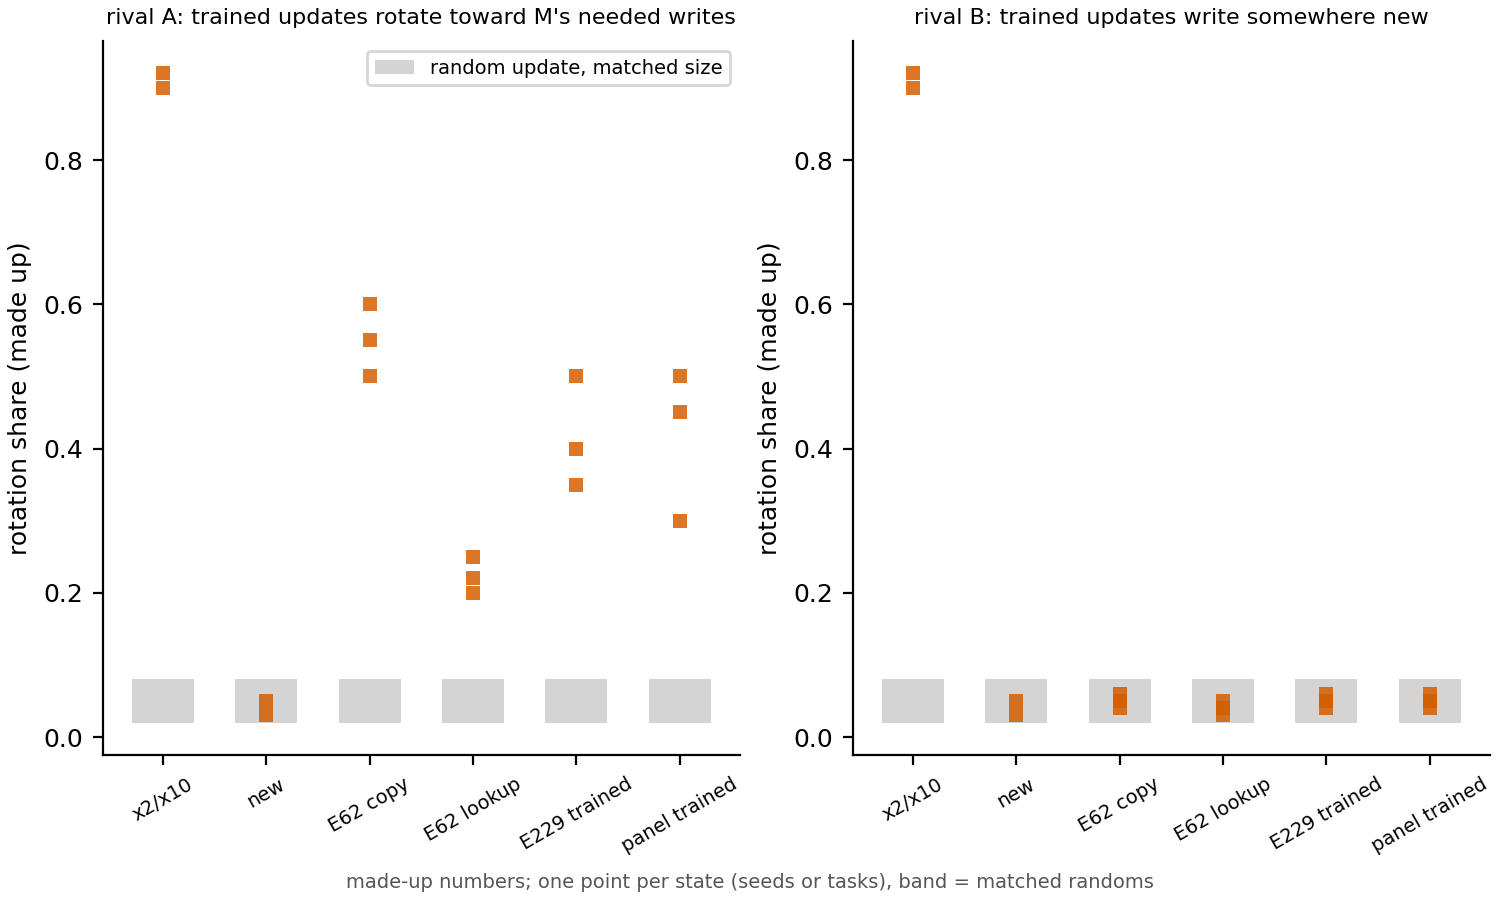 rival A: trained updates rotate toward M's needed writes
random update, matched size
rotation share (made up)
0.8
0.6
0.4
0.2
0.0
x2/x10
new
E62 copy
E62 lookup
E229 trained
panel trained
rival B: trained updates write somewhere new
rotation share (made up)
0.8
0.6
0.4
0.2
0.0
x2/x10
new
E62 copy
E62 lookup
E229 trained
panel trained
made-up numbers; one point per state (seeds or tasks), band = matched randoms